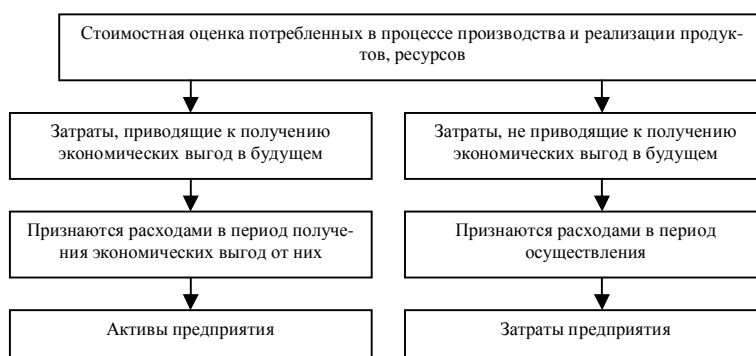 Стоимостная оценка потребленных в процессе производства и реализации продук-
тов, ресурсов
Затраты, приводящие к получению
экономических выгод в будущем
Затраты, не приводящие к получению
экономических выгод в будущем
Признаются расходами в период получе-
ния экономических выгод от них
Признаются расходами в период
осуществления
Активы предприятия
Затраты предприятия